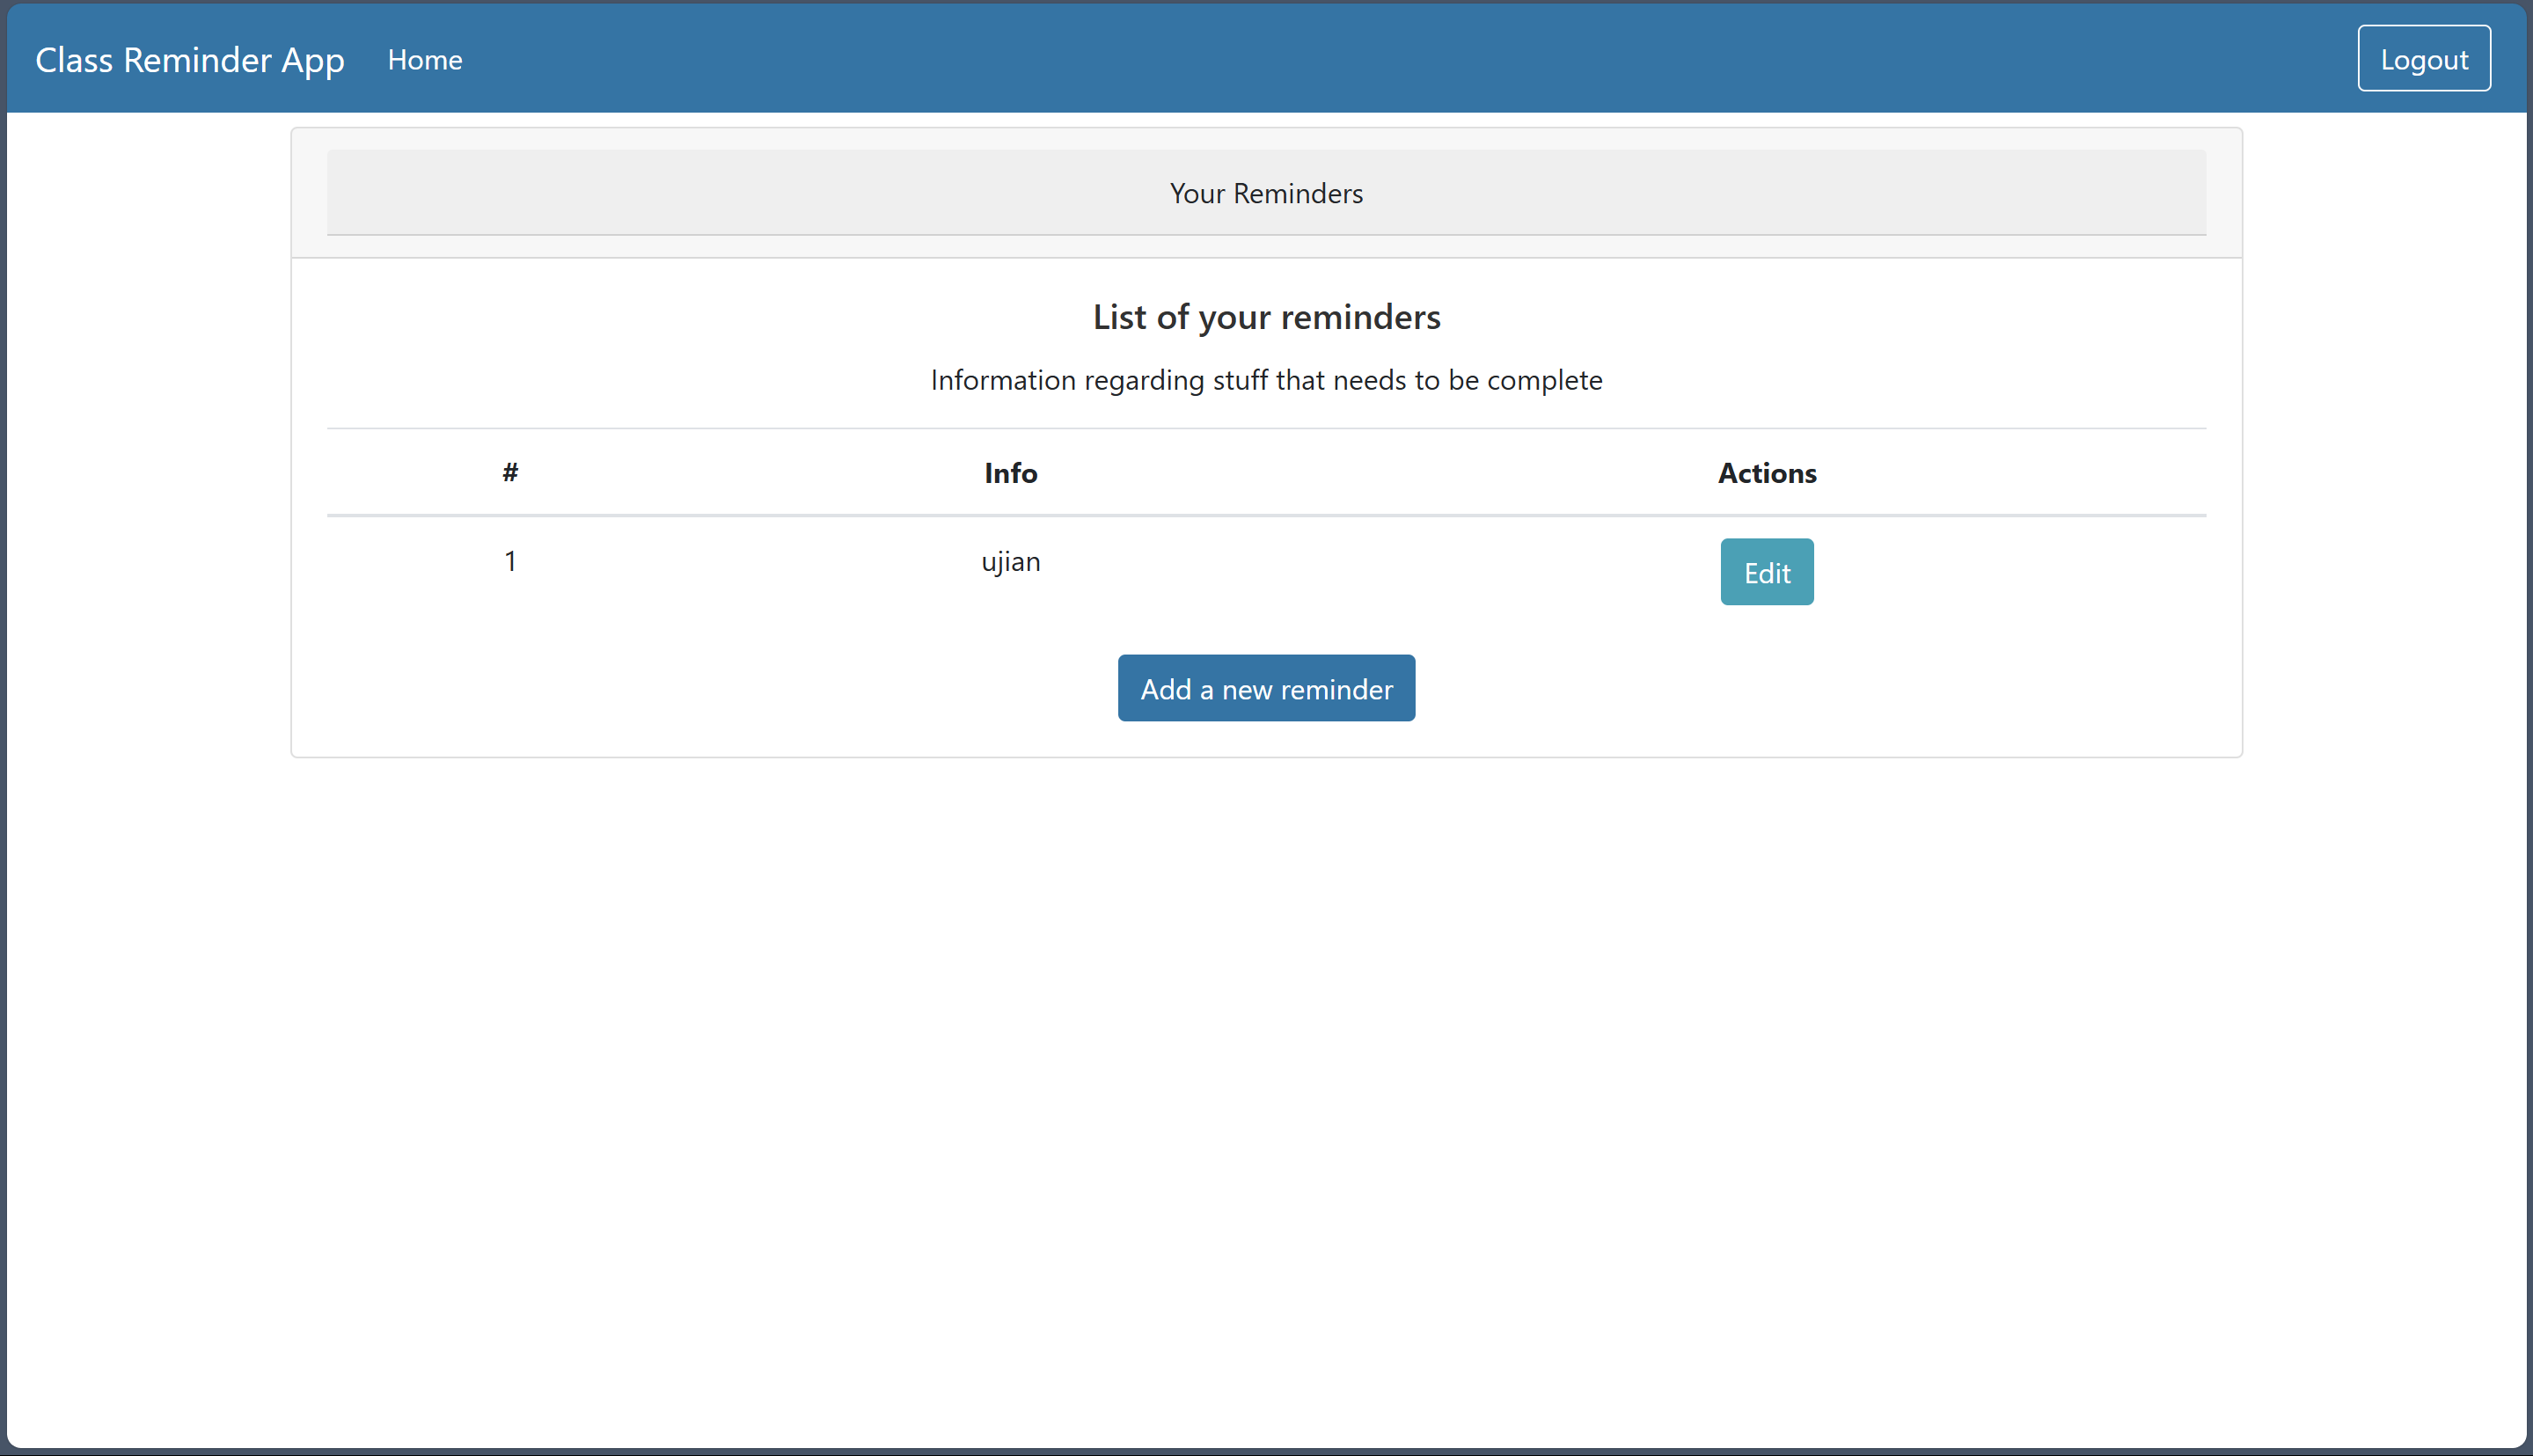 Class Reminder App Home Logout
Your Reminders
List of your reminders
Information regarding stuff that needs to be complete
# Info Actions
1 ujian Edit
Add a new reminder